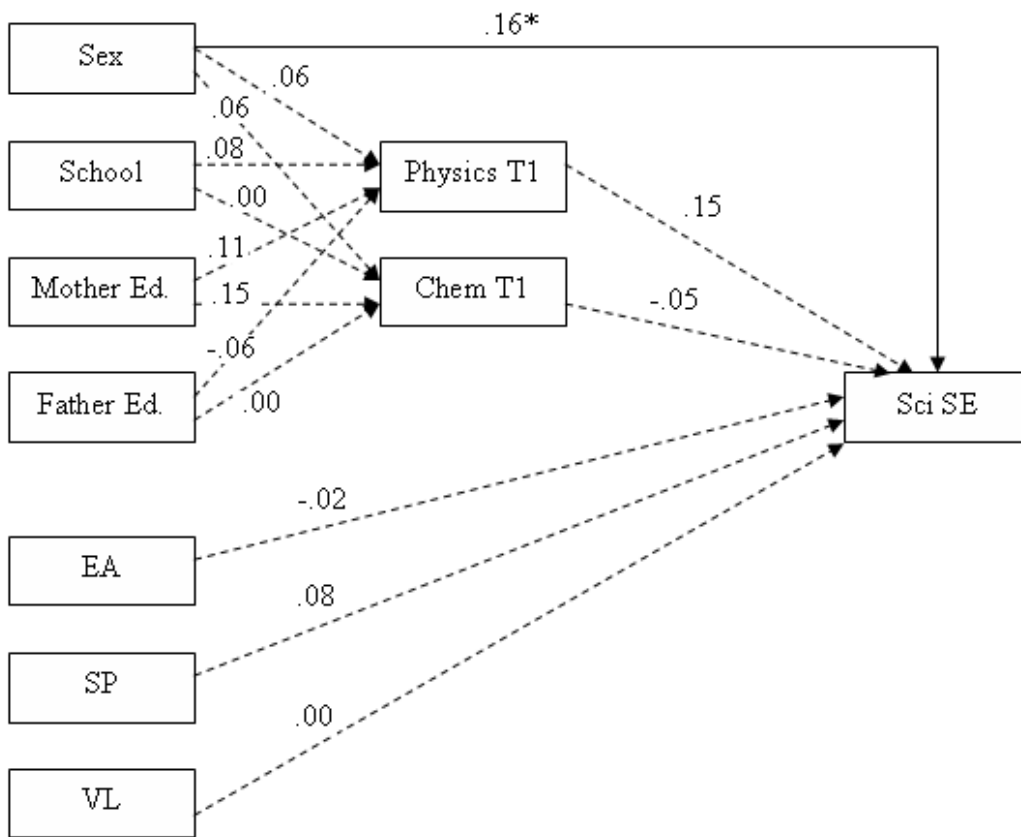 .16*
Sex
.06
.06
School
.08
Physics T1
.00
.15
.11
Mother Ed.
Chem T1
.15
-.05
-.06
Father Ed.
.00
Sci SE
-.02
EA
.08
SP
.00
VL